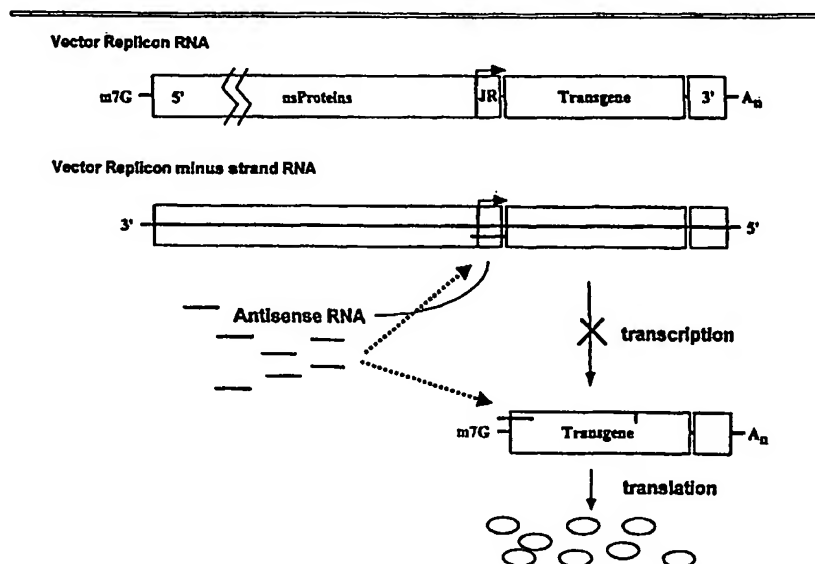 Vector Replicon RNA
m7G 5' nsProteins JR Transgene 3' An
Vector Replicon minus strand RNA
3' 5'
Antisense RNA
transcription
m7G Transgene An
translation